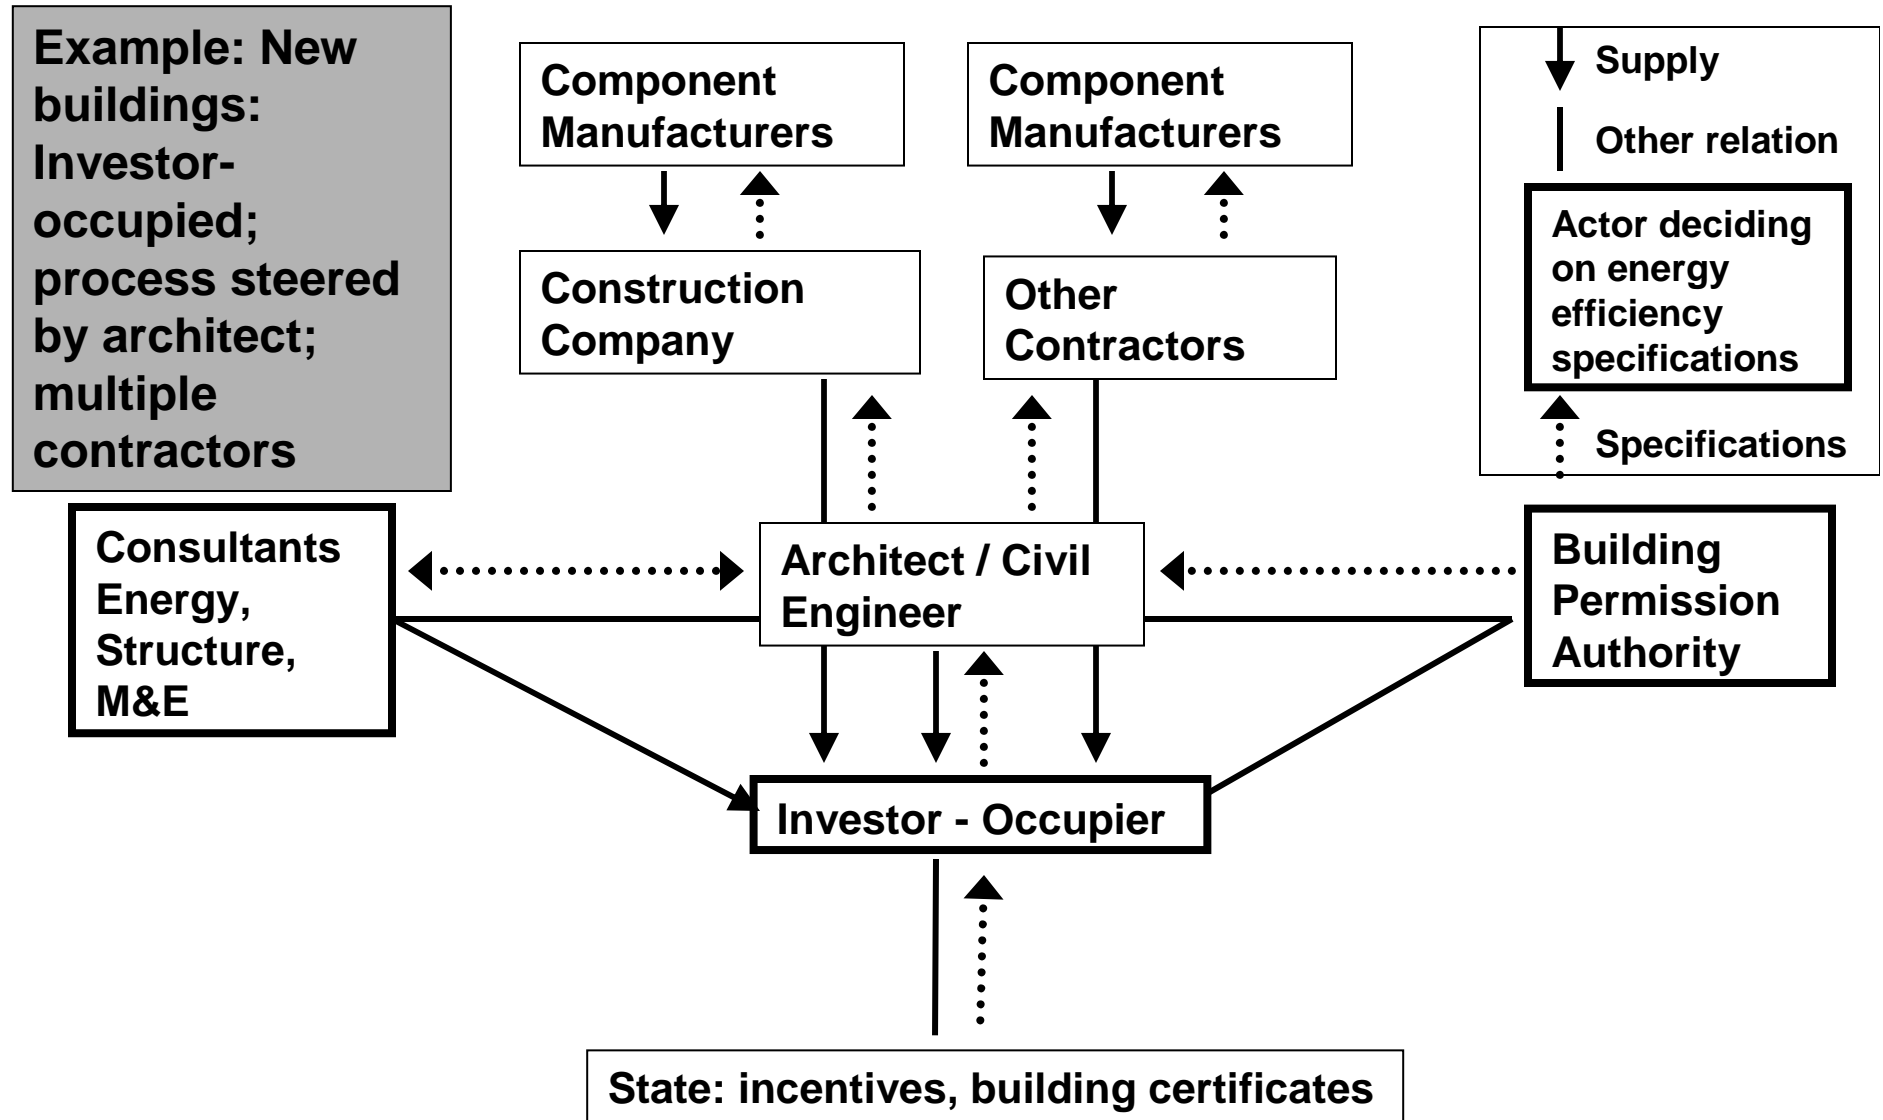 Example: New
buildings:
Investor-
occupied;
process steered
by architect;
multiple
contractors
Component
Manufacturers
Component
Manufacturers
Supply
Other relation
Actor deciding
on energy
efficiency
specifications
Specifications
Construction
Company
Other
Contractors
Consultants
Energy,
Structure,
M&E
Architect / Civil
Engineer
Building
Permission
Authority
Investor - Occupier
State: incentives, building certificates